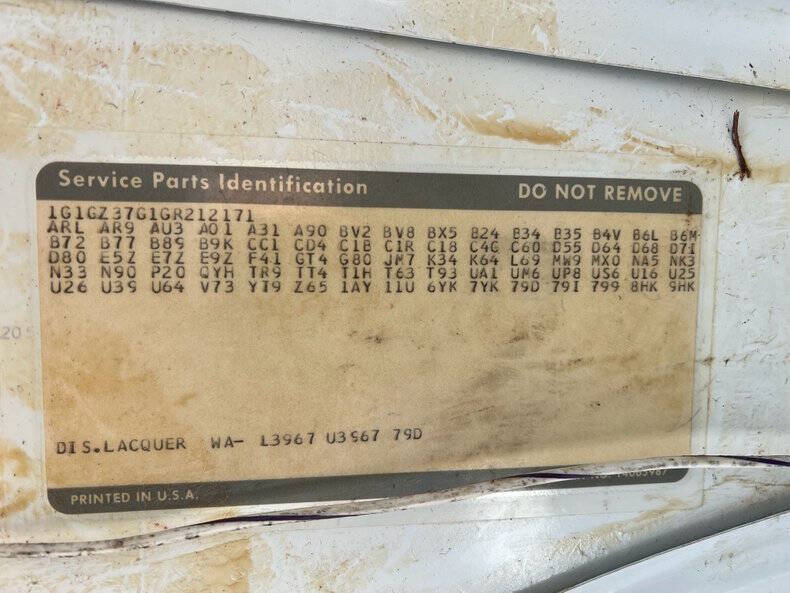 Service Parts Identification DO NOT REMOVE
1G1GZ37G1GR212171
ARL AR9 AU3 A01 A31 A90 BV2 BV8 BX5 B24 B34 B35 B4V B6L B6M
B72 B77 B89 B9K CC1 CD4 C1B C1R C18 C4C C60 D55 D64 D68 D71
D80 E5Z E7Z E9Z F41 GT4 G80 JM7 K34 K64 L69 MW9 MX0 NA5 NK3
N33 N90 P20 QYH TR9 TT4 T1H T63 T93 UA1 UM6 UP8 US6 U16 U25
U26 U39 U64 V73 YT9 Z65 1AY 11U 6YK 7YK 79D 79I 799 8HK 9HK
DIS.LACQUER WA- L3967 U3967 79D
PRINTED IN U.S.A.
20